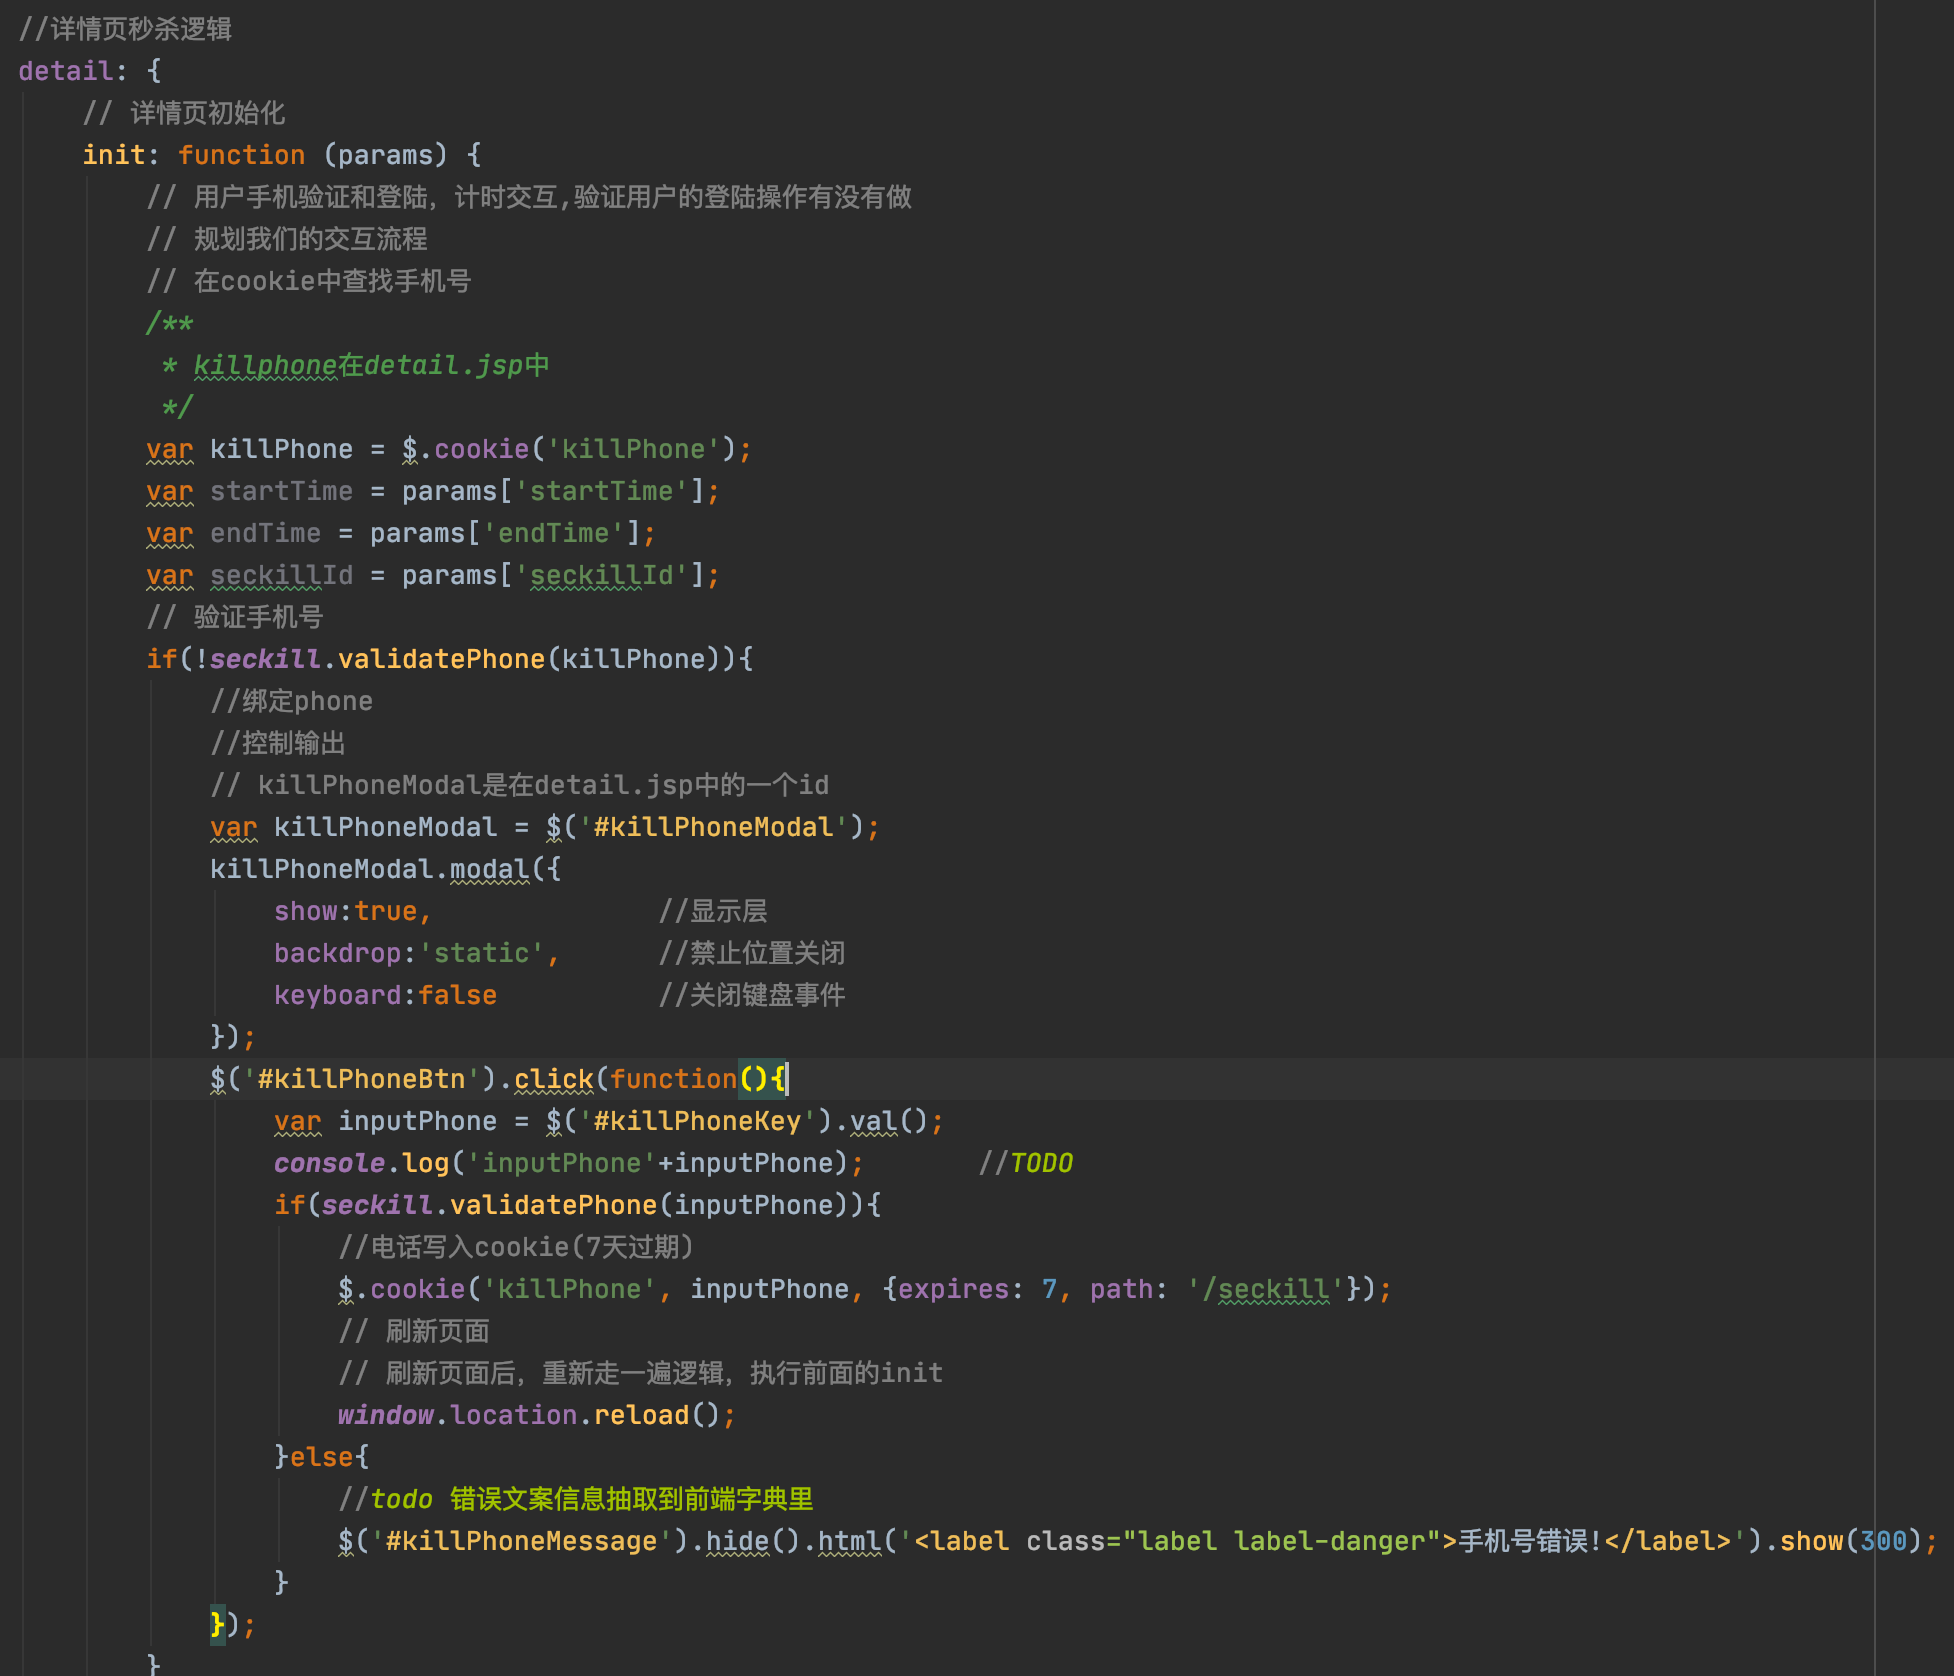 //详情页秒杀逻辑
detail: {
    // 详情页初始化
    init: function (params) {
        // 用户手机验证和登陆，计时交互,验证用户的登陆操作有没有做
        // 规划我们的交互流程
        // 在cookie中查找手机号
        /**
         * killphone在detail.jsp中
         */
        var killPhone = $.cookie('killPhone');
        var startTime = params['startTime'];
        var endTime = params['endTime'];
        var seckillId = params['seckillId'];
        // 验证手机号
        if(!seckill.validatePhone(killPhone)){
            //绑定phone
            //控制输出
            // killPhoneModal是在detail.jsp中的一个id
            var killPhoneModal = $('#killPhoneModal');
            killPhoneModal.modal({
                show:true,              //显示层
                backdrop:'static',      //禁止位置关闭
                keyboard:false          //关闭键盘事件
            });
            $('#killPhoneBtn').click(function(){
                var inputPhone = $('#killPhoneKey').val();
                console.log('inputPhone'+inputPhone);       //TODO
                if(seckill.validatePhone(inputPhone)){
                    //电话写入cookie(7天过期)
                    $.cookie('killPhone', inputPhone, {expires: 7, path: '/seckill'});
                    // 刷新页面
                    // 刷新页面后，重新走一遍逻辑，执行前面的init
                    window.location.reload();
                }else{
                    //todo 错误文案信息抽取到前端字典里
                    $('#killPhoneMessage').hide().html('<label class="label label-danger">手机号错误!</label>').show(300);
                }
            });
        }